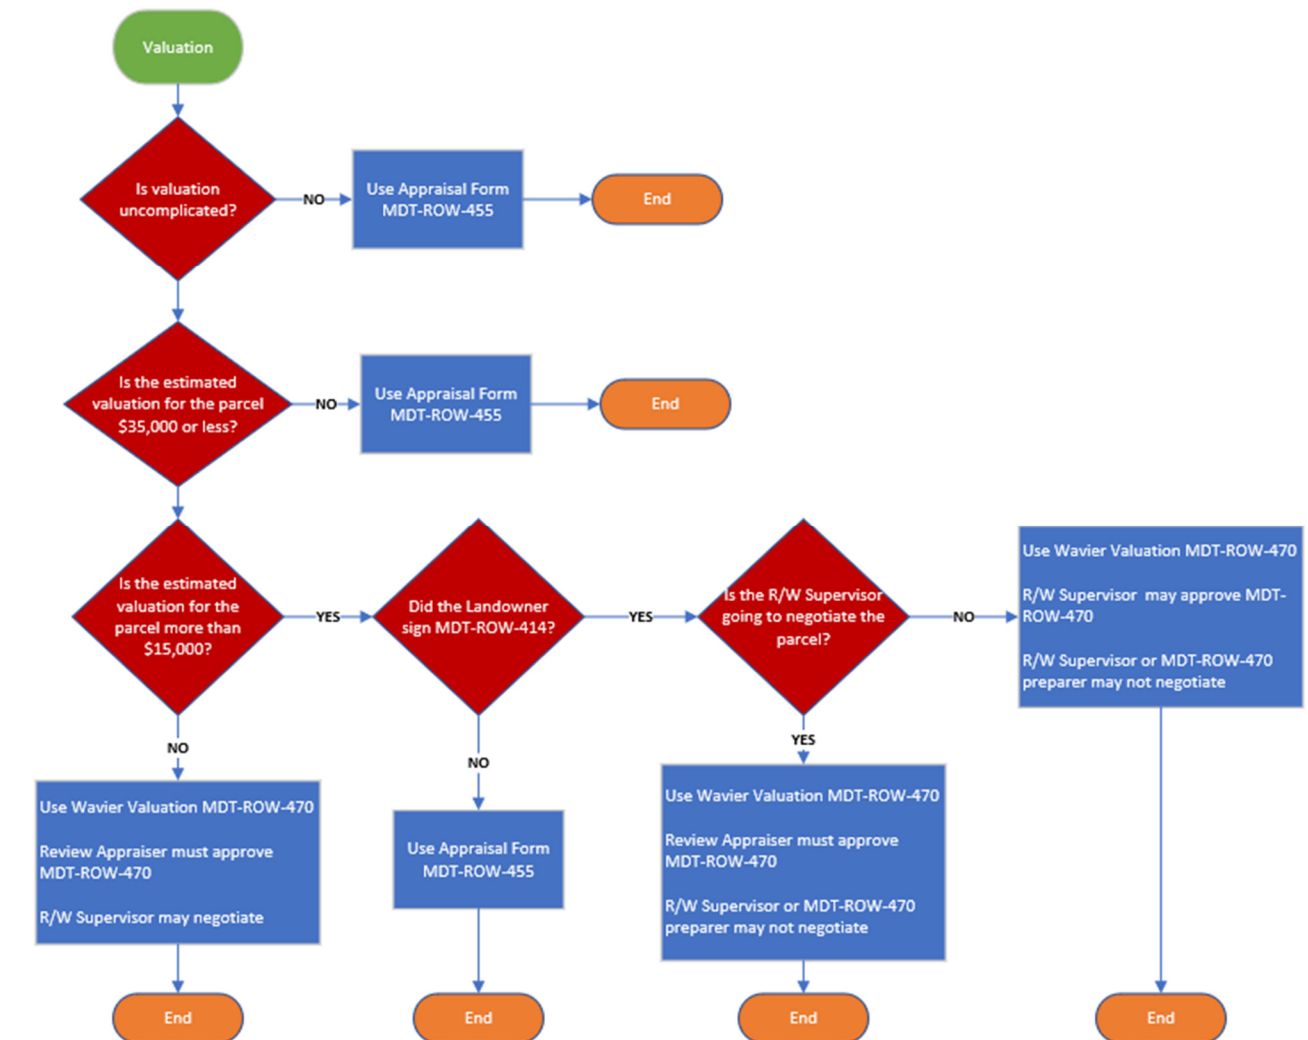 Valuation
Is valuation
uncomplicated?
NO
Use Appraisal Form
MDT-ROW-455
End
Is the estimated
valuation for the parcel
$35,000 or less?
NO
Use Appraisal Form
MDT-ROW-455
End
Is the estimated
valuation for the
parcel more than
$15,000?
YES
Did the Landowner
sign MDT-ROW-414?
YES
Is the R/W Supervisor
going to negotiate the
parcel?
NO
Use Wavier Valuation MDT-ROW-470
R/W Supervisor may approve MDT-
ROW-470
R/W Supervisor or MDT-ROW-470
preparer may not negotiate
NO
Use Wavier Valuation MDT-ROW-470
Review Appraiser must approve
MDT-ROW-470
R/W Supervisor may negotiate
NO
Use Appraisal Form
MDT-ROW-455
YES
Use Wavier Valuation MDT-ROW-470
Review Appraiser must approve
MDT-ROW-470
R/W Supervisor or MDT-ROW-470
preparer may not negotiate
End
End
End
End